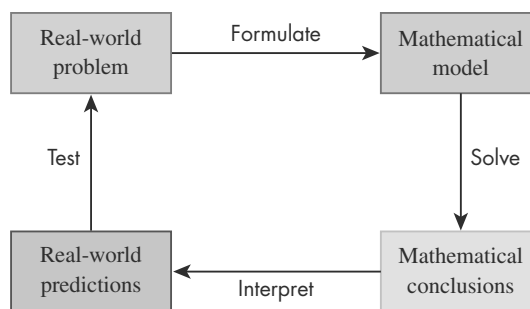 Real-world
problem
Formulate
Mathematical
model
Test
Solve
Real-world
predictions
Interpret
Mathematical
conclusions